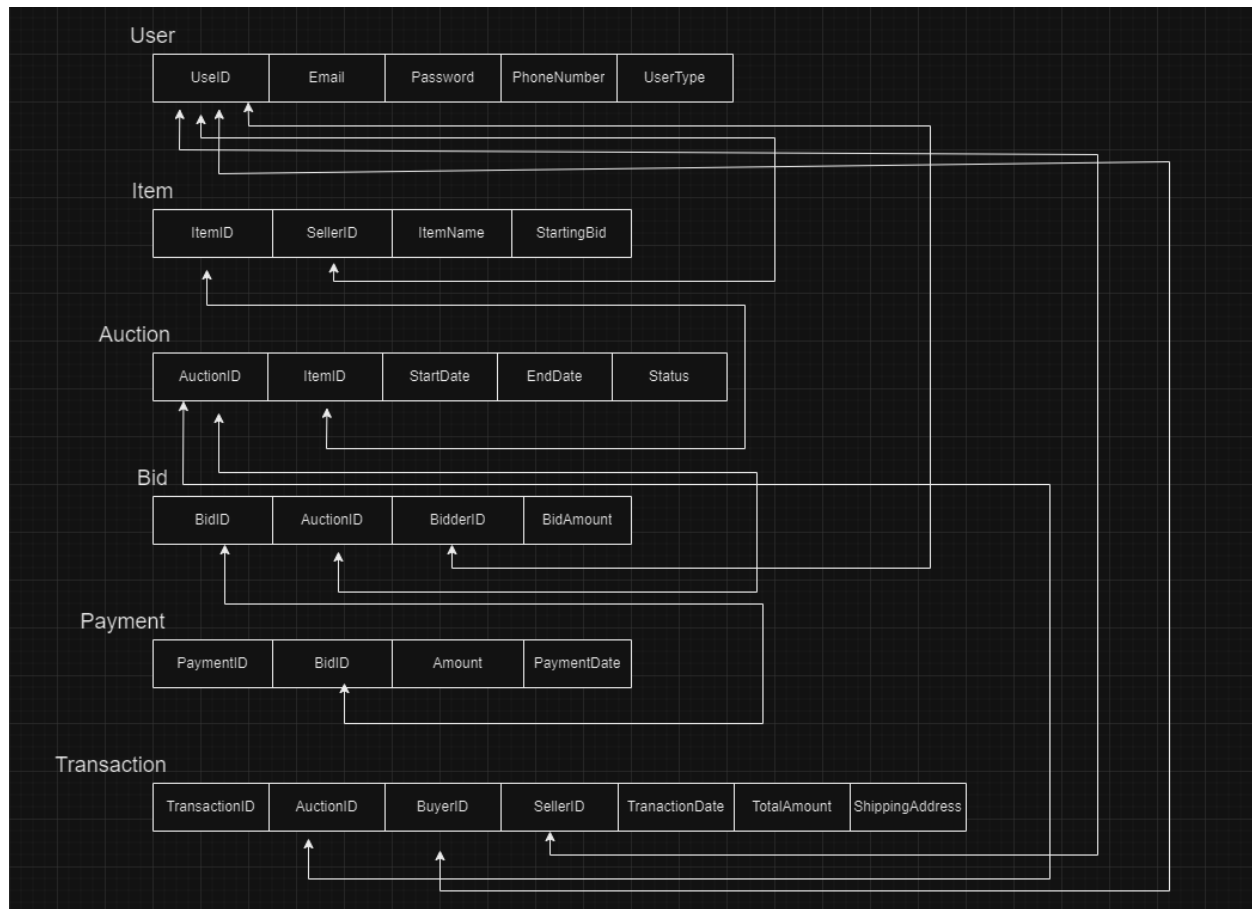 User
UseID Email Password PhoneNumber UserType
Item
ItemID SellerID ItemName StartingBid
Auction
AuctionID ItemID StartDate EndDate Status
Bid
BidID AuctionID BidderID BidAmount
Payment
PaymentID BidID Amount PaymentDate
Transaction
TransactionID AuctionID BuyerID SellerID TranactionDate TotalAmount ShippingAddress